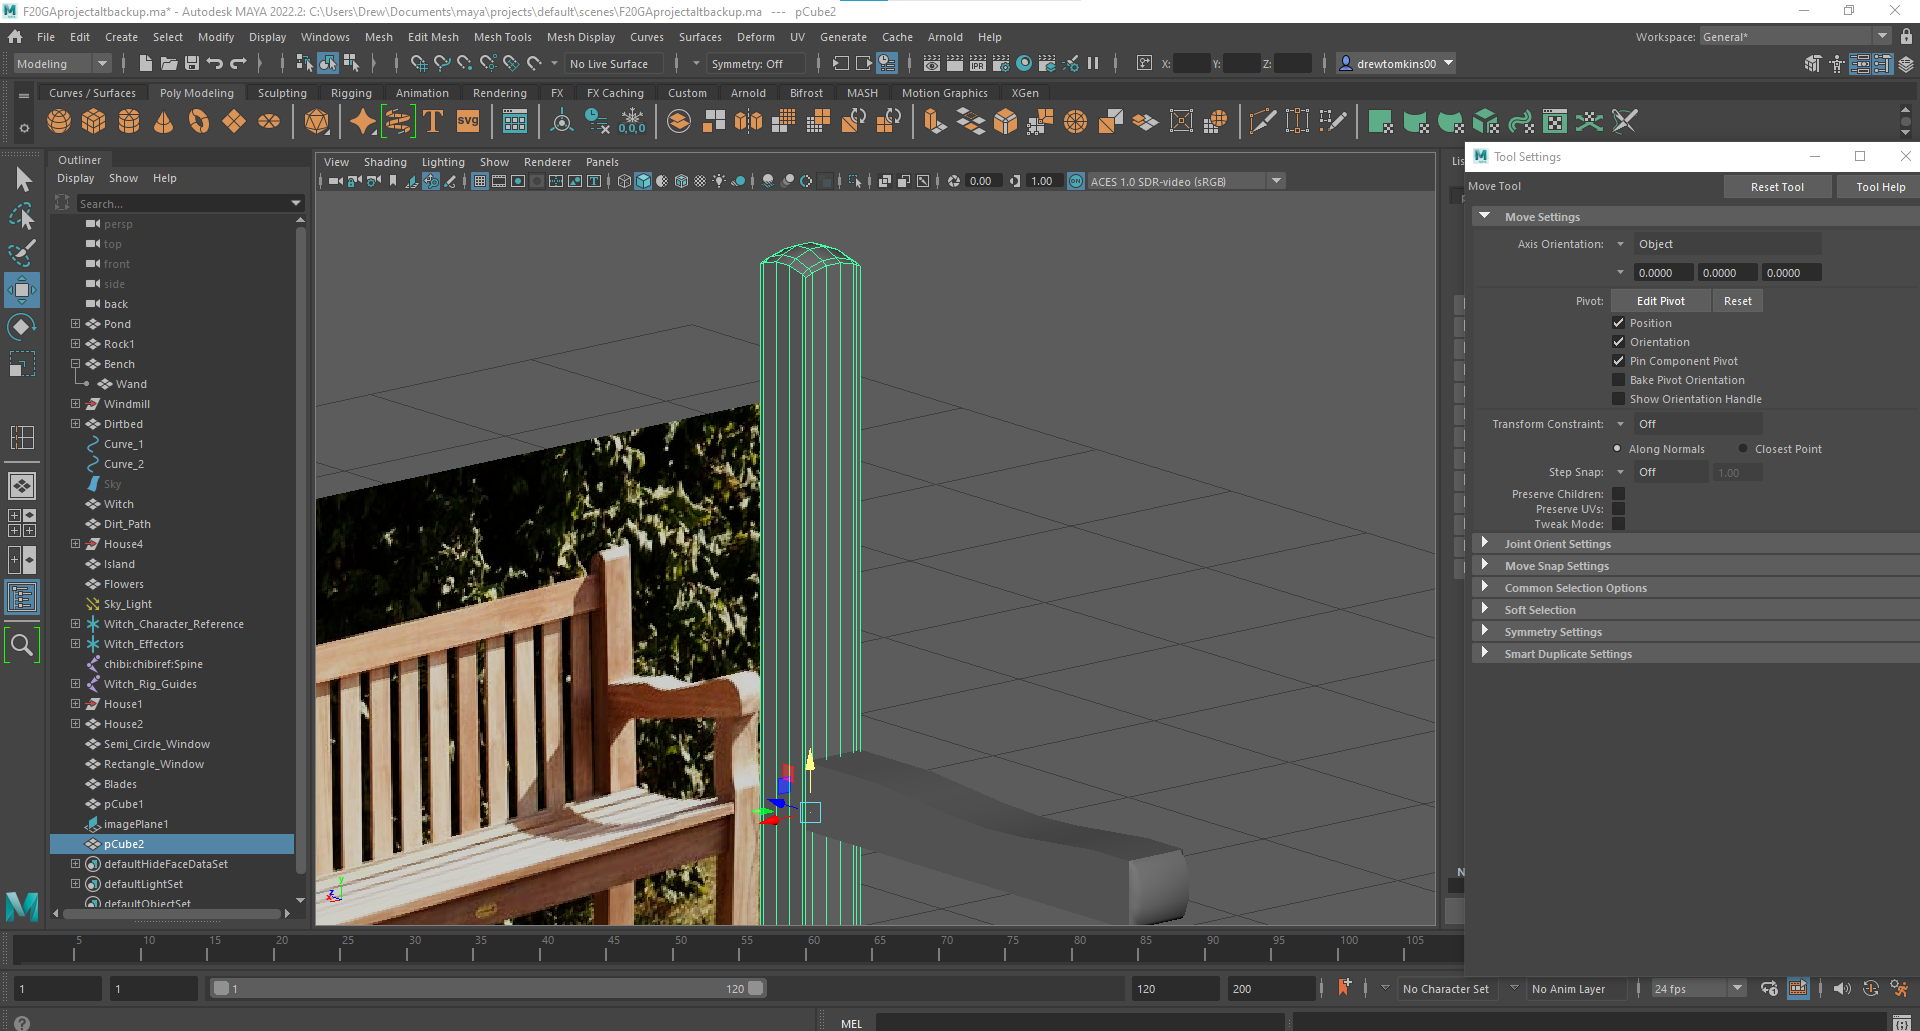 F20GAprojectaltbackup.ma* - Autodesk MAYA 2022.2: C:\Users\Drew\Documents\maya\projects\default\scenes\F20GAprojectaltbackup.ma --- pCube2
File Edit Create Select Modify Display Windows Mesh Edit Mesh Mesh Tools Mesh Display Curves Surfaces Deform UV Generate Cache Arnold Help
Workspace: General*
Modeling
No Live Surface
Symmetry: Off
X: Y: Z:
drewtomkins00
Curves / Surfaces Poly Modeling Sculpting Rigging Animation Rendering FX FX Caching Custom Arnold Bifrost MASH Motion Graphics XGen
T svg 0,0,0
Outliner
Display Show Help
Search...
persp
top
front
side
back
Pond
Rock1
Bench
Wand
Windmill
Dirtbed
Curve_1
Curve_2
Sky
Witch
Dirt_Path
House4
Island
Flowers
Sky_Light
Witch_Character_Reference
Witch_Effectors
chibi:chibiref:Spine
Witch_Rig_Guides
House1
House2
Semi_Circle_Window
Rectangle_Window
Blades
pCube1
imagePlane1
pCube2
defaultHideFaceDataSet
defaultLightSet
defaultObjectSet
View Shading Lighting Show Renderer Panels
0.00 1.00 ACES 1.0 SDR-video (sRGB)
y
z
x
Lis
Tool Settings
Move Tool
Reset Tool
Tool Help
Move Settings
Axis Orientation: Object
0.0000 0.0000 0.0000
Pivot: Edit Pivot Reset
Position
Orientation
Pin Component Pivot
Bake Pivot Orientation
Show Orientation Handle
Transform Constraint: Off
Along Normals Closest Point
Step Snap: Off 1.00
Preserve Children:
Preserve UVs:
Tweak Mode:
Joint Orient Settings
Move Snap Settings
Common Selection Options
Soft Selection
Symmetry Settings
Smart Duplicate Settings
N
5 10 15 20 25 30 35 40 45 50 55 60 65 70 75 80 85 90 95 100 105
1 1 1 120 120 200
No Character Set
No Anim Layer
24 fps
MEL